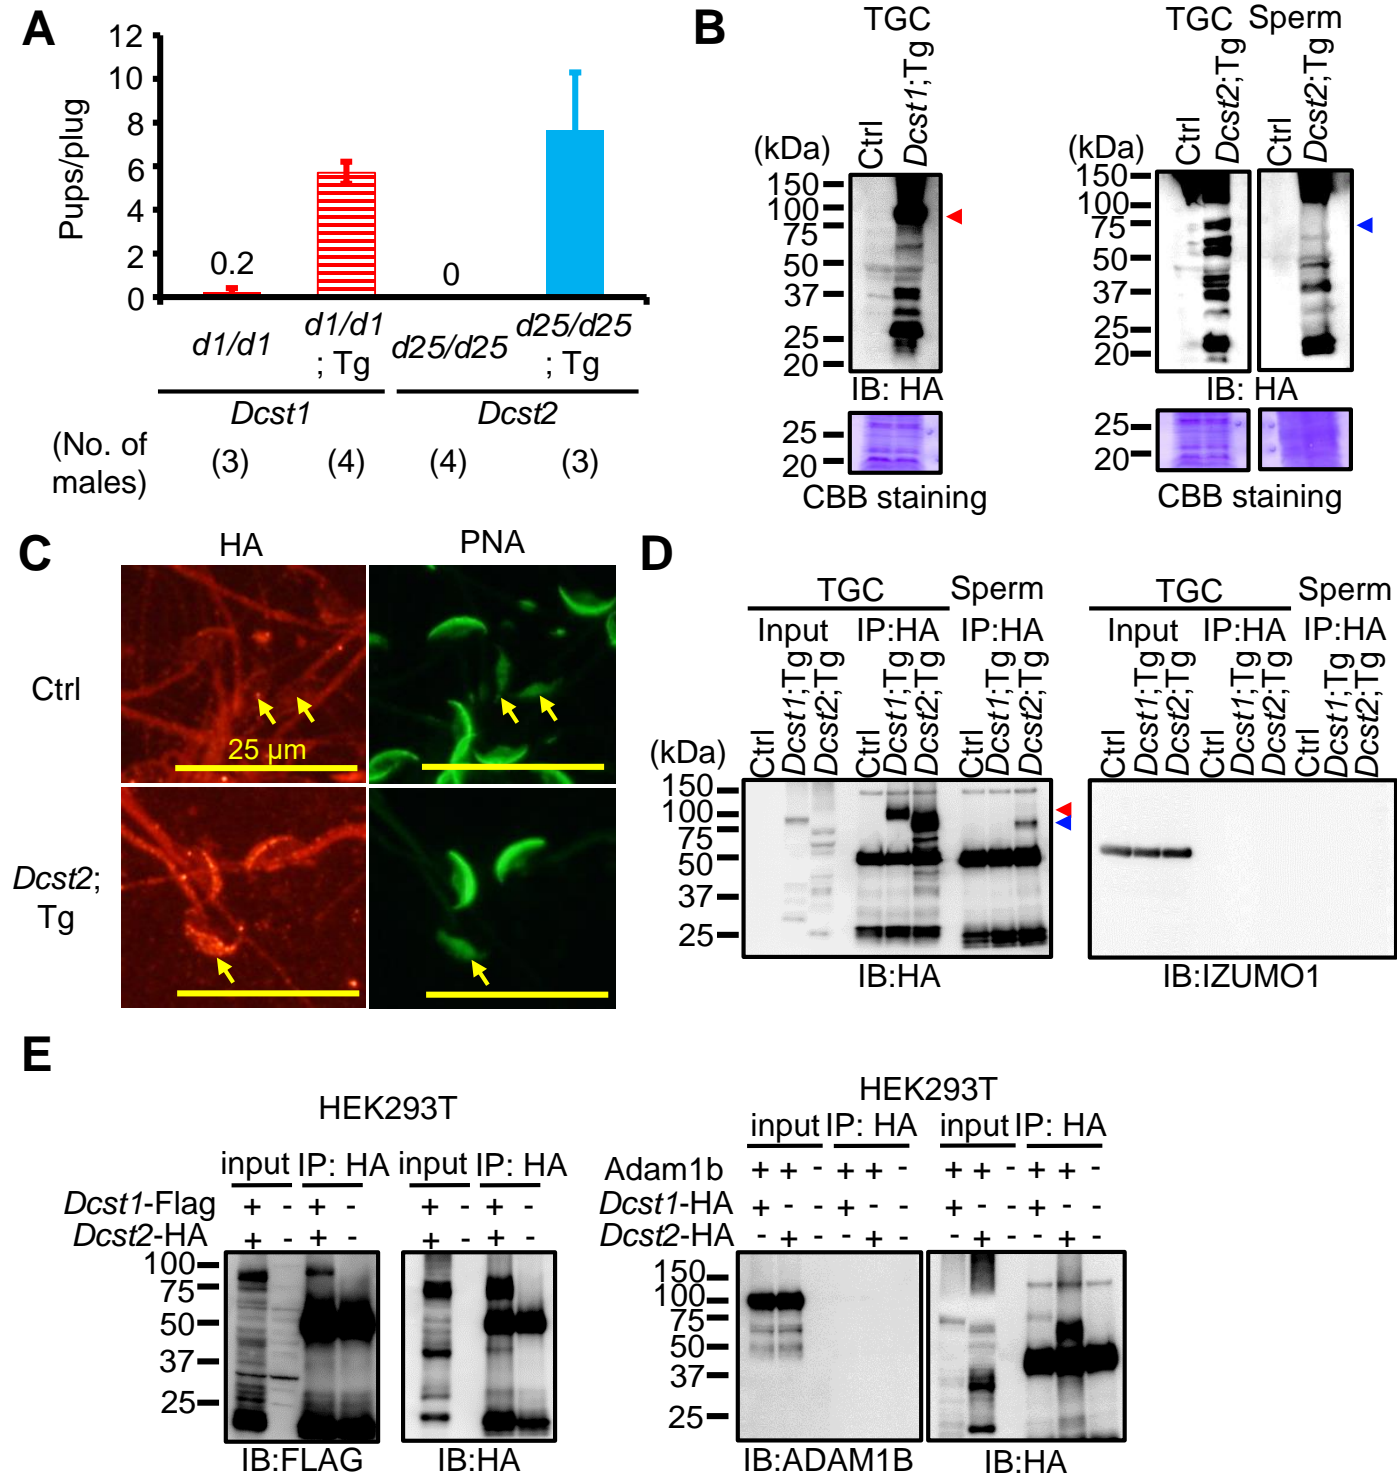 A
12
10
8
6
4
2
0
Pups/plug
0.2
0
d1/d1
d1/d1
; Tg
d25/d25
d25/d25
; Tg
Dcst1
Dcst2
(No. of
males)
(3)
(4)
(4)
(3)
B
TGC
TGC Sperm
Ctrl
Dcst1;Tg
Ctrl
Dcst2;Tg
Ctrl
Dcst2;Tg
(kDa)
150
100
75
50
37
25
20
IB: HA
25
20
CBB staining
(kDa)
150
100
75
50
37
25
20
IB: HA
25
20
CBB staining
C
HA
PNA
Ctrl
25 µm
Dcst2;
Tg
D
TGC
Sperm
TGC
Sperm
Input
IP:HA
IP:HA
Input
IP:HA
IP:HA
Ctrl
Dcst1;Tg
Dcst2;Tg
Ctrl
Dcst1;Tg
Dcst2;Tg
Ctrl
Dcst1;Tg
Dcst2;Tg
Ctrl
Dcst1;Tg
Dcst2;Tg
Ctrl
Dcst1;Tg
Dcst2;Tg
Ctrl
Dcst1;Tg
Dcst2;Tg
(kDa)
150
100
75
50
37
25
IB:HA
IB:IZUMO1
E
HEK293T
input IP: HA input IP: HA
Dcst1-Flag + - + - + - + -
Dcst2-HA + - + - + - + -
100
75
50
37
25
IB:FLAG
IB:HA
HEK293T
input IP: HA input IP: HA
Adam1b + + - + + - + + - + + -
Dcst1-HA + - - + - - + - - + - -
Dcst2-HA - + - - + - - + - - + -
150
100
75
50
37
25
IB:ADAM1B
IB:HA